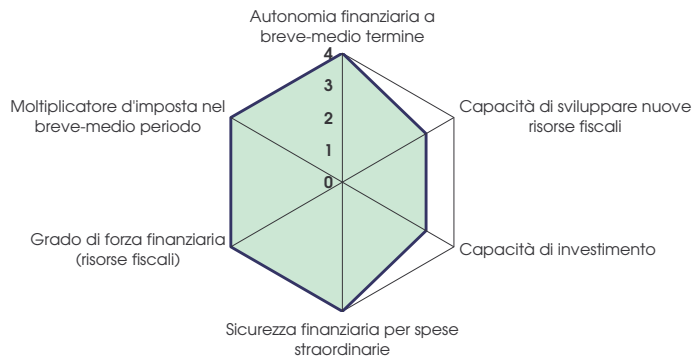 Autonomia finanziaria a
breve-medio termine
4
3
2
1
0
Capacità di sviluppare nuove
risorse fiscali
Capacità di investimento
Sicurezza finanziaria per spese
straordinarie
Grado di forza finanziaria
(risorse fiscali)
Moltiplicatore d'imposta nel
breve-medio periodo